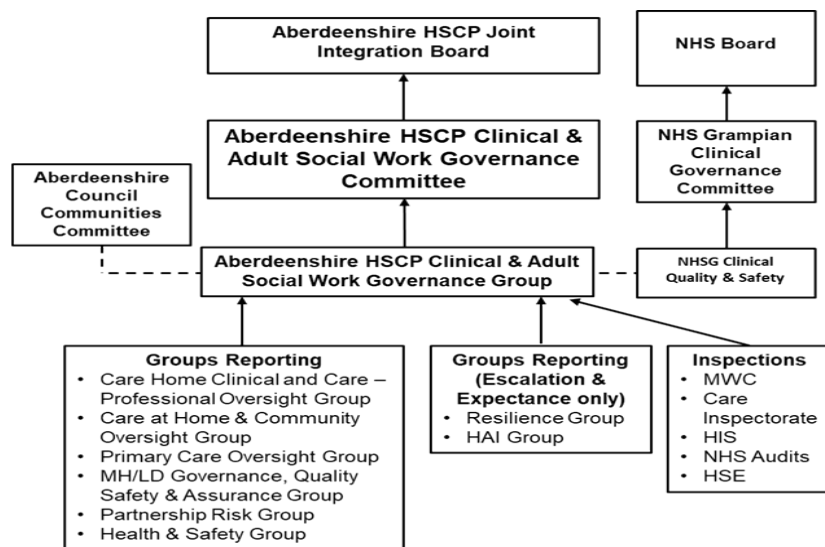 Aberdeenshire HSCP Joint
Integration Board
NHS Board
Aberdeenshire HSCP Clinical &
Adult Social Work Governance
Committee
NHS Grampian
Clinical
Governance
Committee
Aberdeenshire
Council
Communities
Committee
Aberdeenshire HSCP Clinical & Adult
Social Work Governance Group
NHSG Clinical
Quality & Safety
Groups Reporting
• Care Home Clinical and Care –
Professional Oversight Group
• Care at Home & Community
Oversight Group
• Primary Care Oversight Group
• MH/LD Governance, Quality
Safety & Assurance Group
• Partnership Risk Group
• Health & Safety Group
Groups Reporting
(Escalation &
Expectance only)
• Resilience Group
• HAI Group
Inspections
• MWC
• Care
Inspectorate
• HIS
• NHS Audits
• HSE